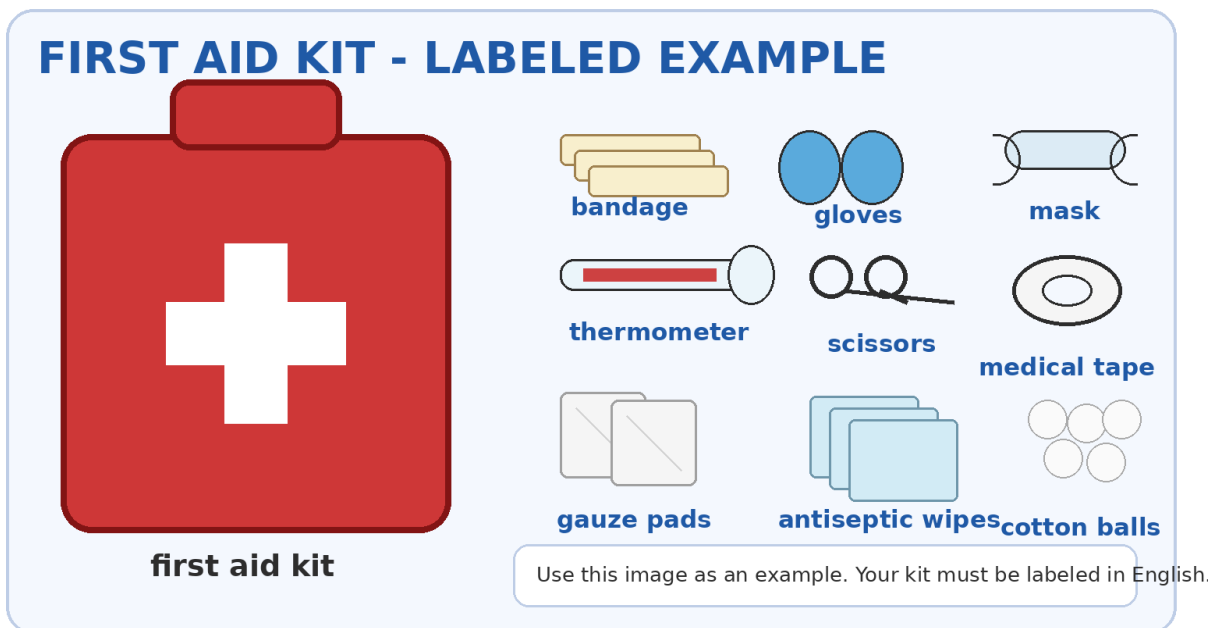 FIRST AID KIT - LABELED EXAMPLE
bandage
gloves
mask
thermometer
scissors
medical tape
gauze pads
antiseptic wipes
cotton balls
first aid kit
Use this image as an example. Your kit must be labeled in English.